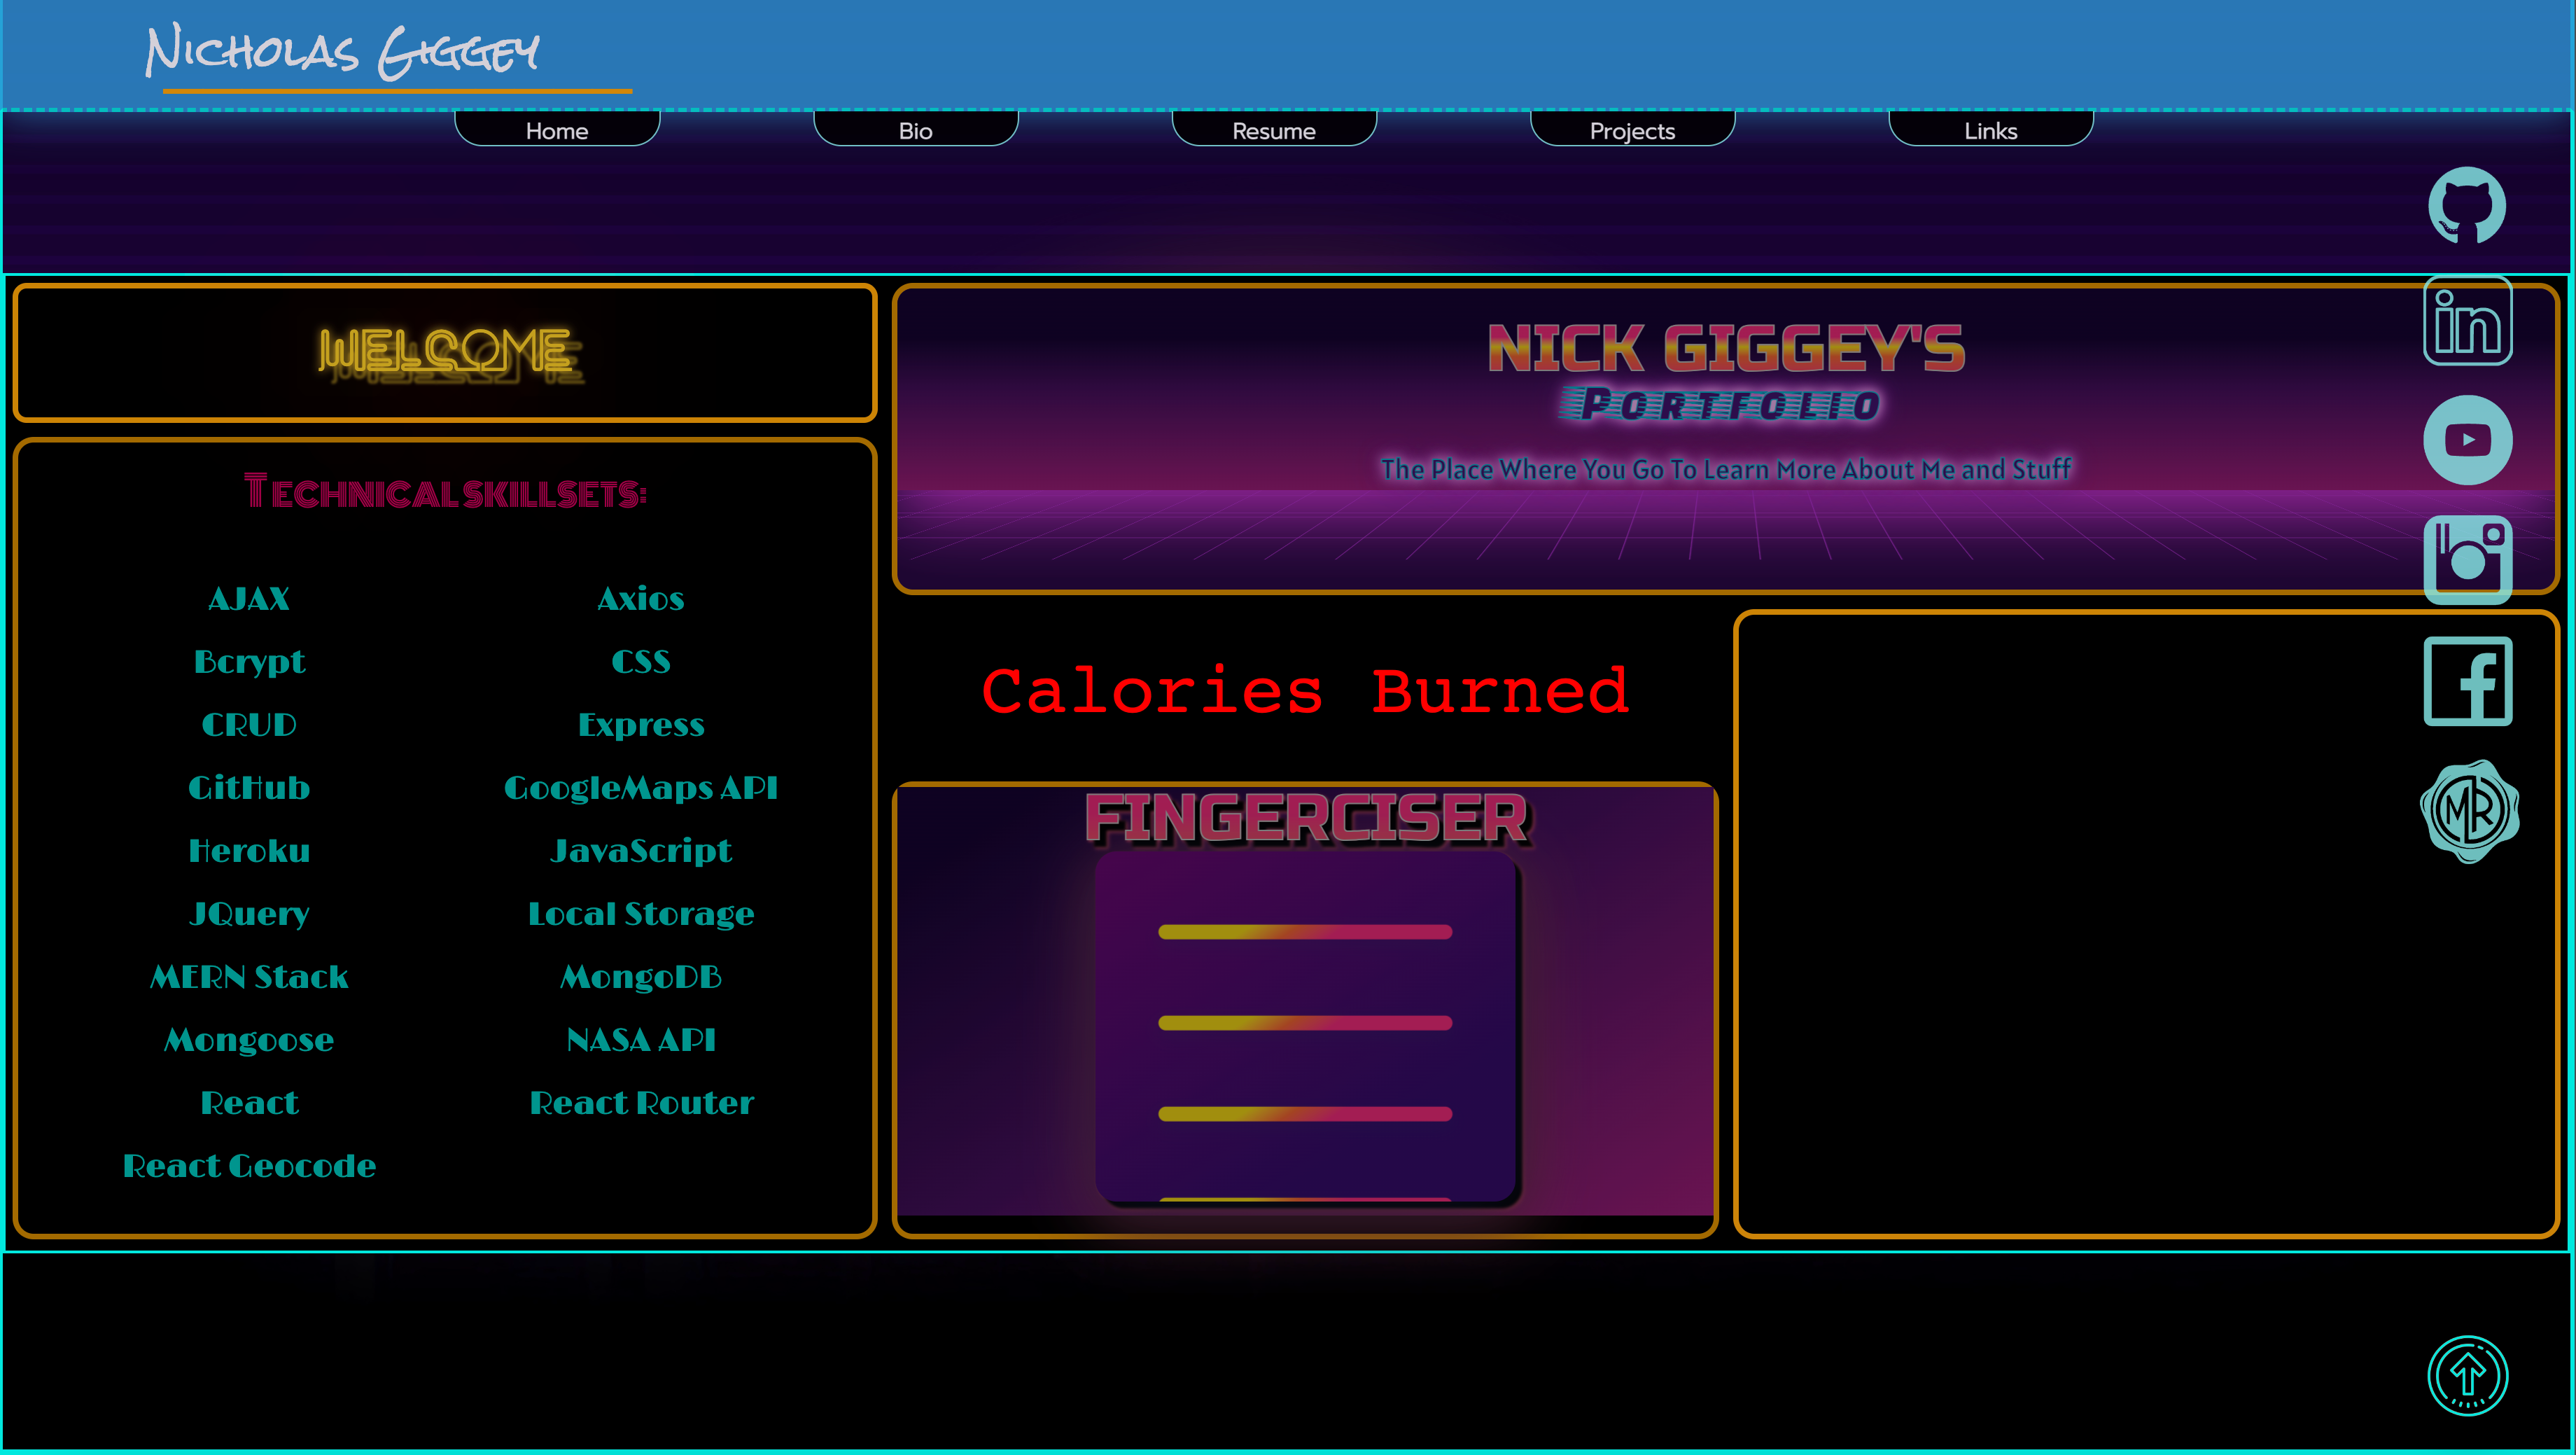 Nicholas Giggey
Home
Bio
Resume
Projects
Links
WELCOME
NICK GIGGEY'S
PORTFOLIO
The Place Where You Go To Learn More About Me and Stuff
TECHNICAL SKILLSETS:
AJAX
Axios
Bcrypt
CSS
CRUD
Express
GitHub
GoogleMaps API
Heroku
JavaScript
JQuery
Local Storage
MERN Stack
MongoDB
Mongoose
NASA API
React
React Router
React Geocode
Calories Burned
FINGERCISER
in
f
MR